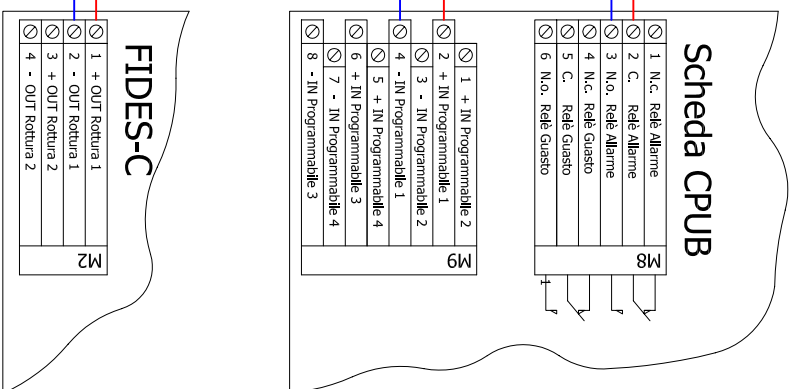 FIDES-C
1 + OUT Rottura 1
2 - OUT Rottura 1
3 + OUT Rottura 2
4 - OUT Rottura 2
M2
Scheda CPUB
1 + IN Programmabile 2
2 + IN Programmabile 1
3 - IN Programmabile 2
4 - IN Programmabile 1
5 + IN Programmabile 4
6 + IN Programmabile 3
7 - IN Programmabile 4
8 - IN Programmabile 3
M9
1 N.c. Relè Allarme
2 C. Relè Allarme
3 N.o. Relè Allarme
4 N.c. Relè Guasto
5 C. Relè Guasto
6 N.o. Relè Guasto
M8
1